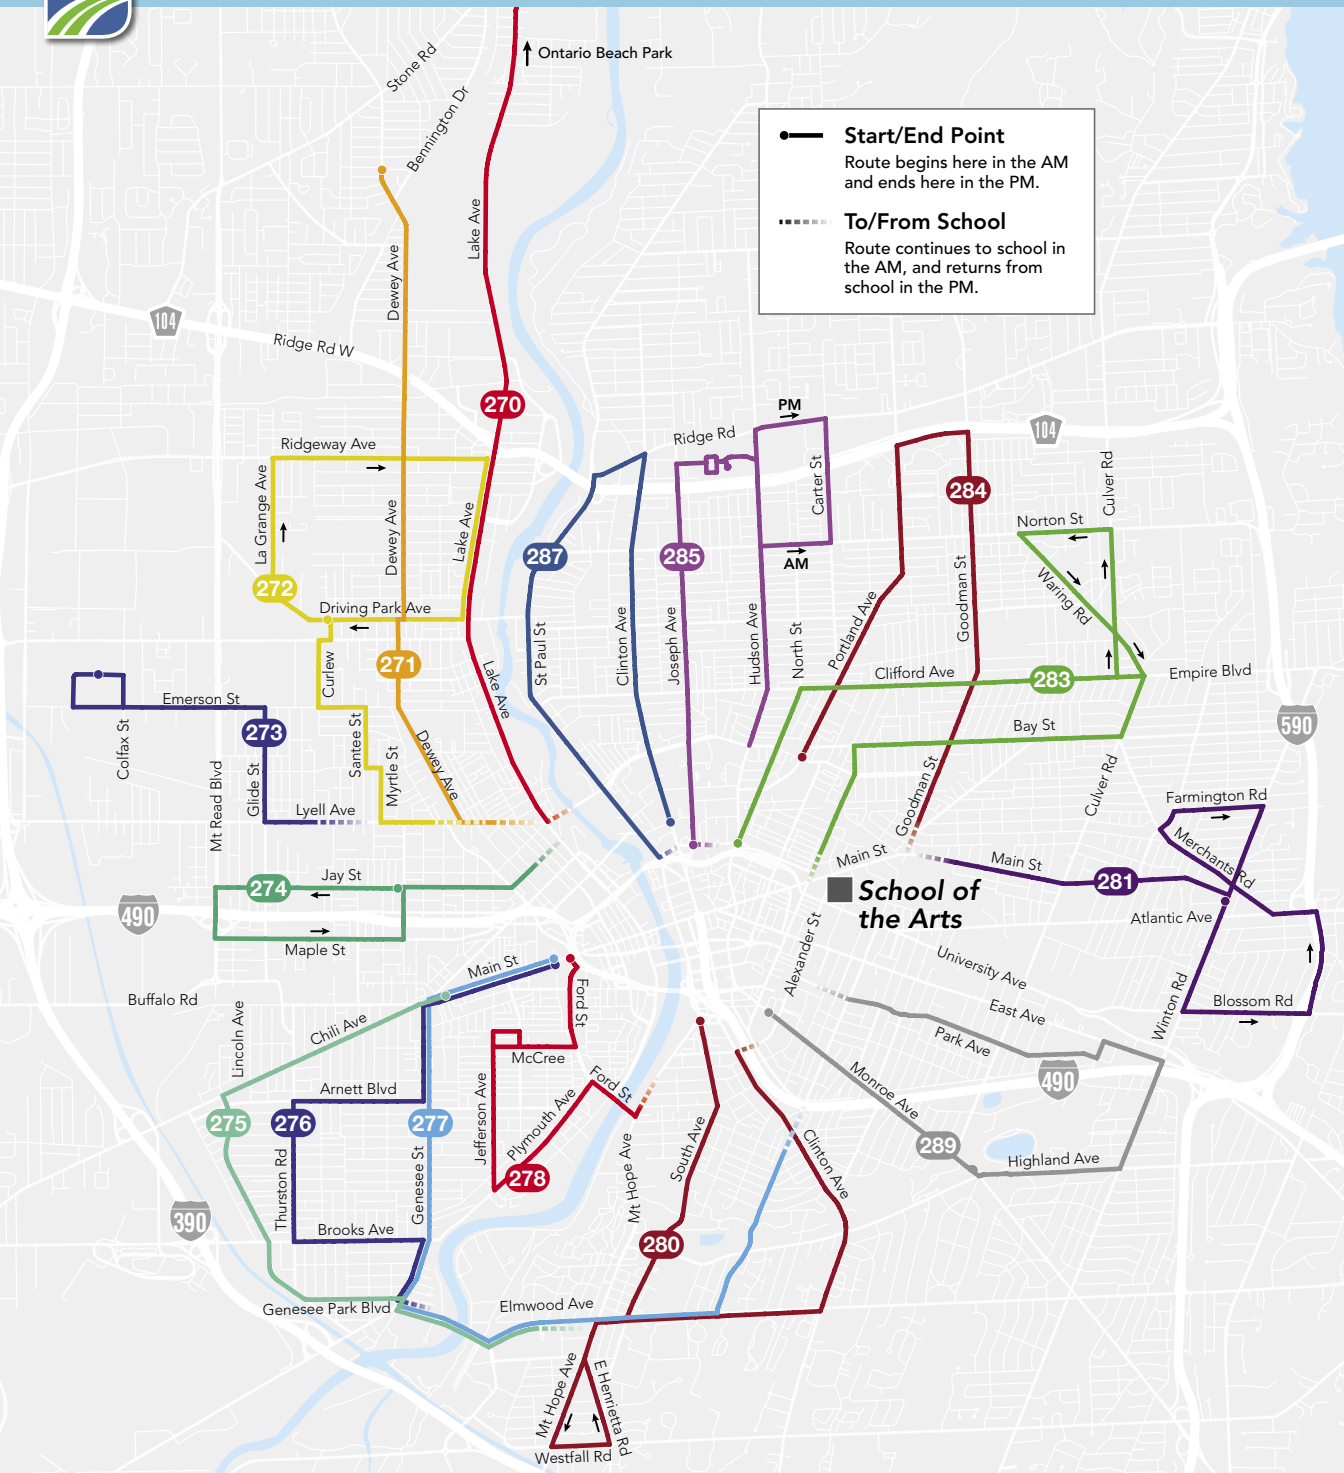 Stone Rd
Ontario Beach Park
Bennington Dr
Start/End Point
Route begins here in the AM
and ends here in the PM.
To/From School
Route continues to school in
the AM, and returns from
school in the PM.
Lake Ave
Dewey Ave
104
Ridge Rd W
270
PM
Ridgeway Ave
Ridge Rd
104
Culver Rd
La Grange Ave
Carter St
284
Dewey Ave
Lake Ave
Norton St
287
285
AM
272
Driving Park Ave
Waring Rd
Goodman St
Portland Ave
St Paul St
Clinton Ave
Joseph Ave
Hudson Ave
North St
271
Curlew
Clifford Ave
283
Empire Blvd
Emerson St
Lake Ave
273
Colfax St
Santee St
Bay St
590
Mt Read Blvd
Glide St
Myrtle St
Dewey Ave
Culver Rd
Goodman St
Farmington Rd
Lyell Ave
Merchants Rd
Main St
Main St
281
274
Jay St
School of
the Arts
490
Atlantic Ave
Maple St
Alexander St
University Ave
Main St
Buffalo Rd
Ford St
East Ave
Winton Rd
Blossom Rd
Lincoln Ave
Chili Ave
Park Ave
McCree
490
Arnett Blvd
Ford St
Monroe Ave
275
276
277
Jefferson Ave
Plymouth Ave
289
Highland Ave
278
Mt Hope Ave
South Ave
Clinton Ave
Thurston Rd
Genesee St
390
Brooks Ave
280
Genesee Park Blvd
Elmwood Ave
Mt Hope Ave
E Henrietta Rd
Westfall Rd